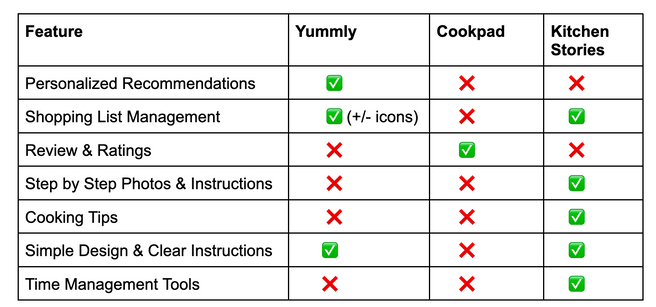 Feature Yummly Cookpad Kitchen Stories
Personalized Recommendations ✅ ❌ ❌
Shopping List Management ✅ (+/- icons) ❌ ✅
Review & Ratings ❌ ✅ ❌
Step by Step Photos & Instructions ❌ ❌ ✅
Cooking Tips ❌ ❌ ✅
Simple Design & Clear Instructions ✅ ❌ ✅
Time Management Tools ❌ ❌ ✅